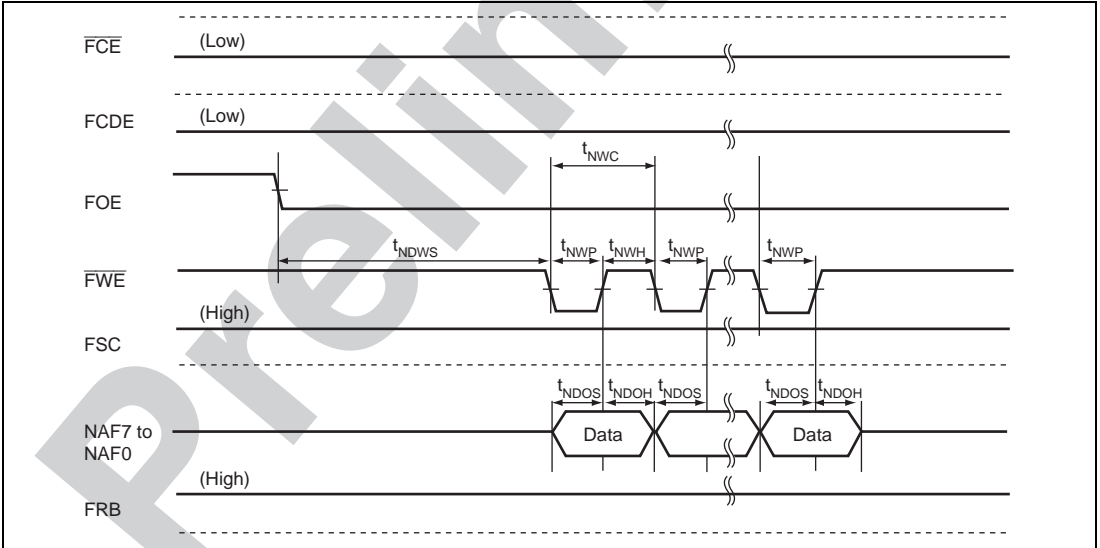 FCE (Low)
FCDE (Low)
tNWC
FOE
tNDWS tNWP tNWH tNWP tNWP
FWE
(High)
FSC
tNDOS tNDOH tNDOS tNDOS tNDOH
NAF7 to
NAF0
Data Data
(High)
FRB
Prelim